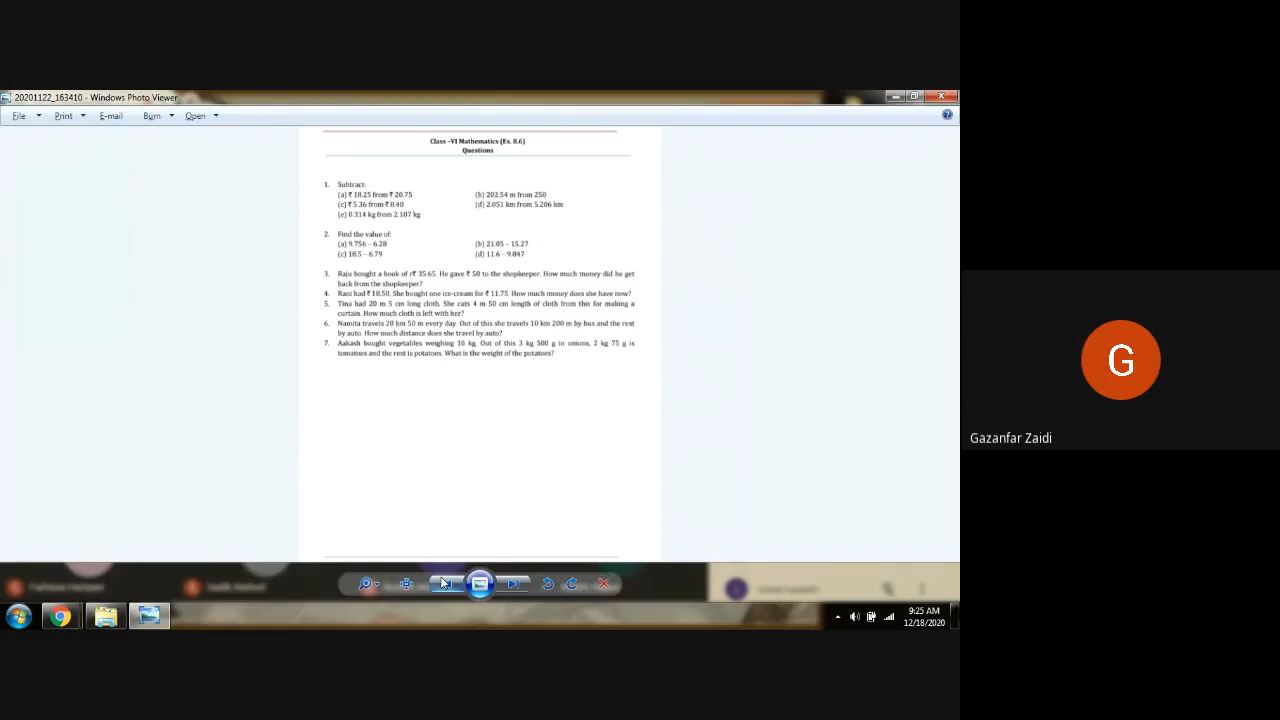 20201122_163410 - Windows Photo Viewer
File Print E-mail Burn Open
Class –VI Mathematics (Ex. 8.6)
Questions
1. Subtract:
(a) ₹ 18.25 from ₹ 20.75 (b) 202.54 m from 250
(c) ₹ 5.36 from ₹ 8.40 (d) 2.051 km from 5.206 km
(e) 0.314 kg from 2.107 kg
2. Find the value of:
(a) 9.756 – 6.28 (b) 21.05 – 15.27
(c) 18.5 – 6.79 (d) 11.6 – 9.847
3. Raju bought a book of r₹ 35.65. He gave ₹ 50 to the shopkeeper. How much money did he get
back from the shopkeeper?
4. Rani had ₹ 18.50. She bought one ice-cream for ₹ 11.75. How much money does she have now?
5. Tina had 20 m 5 cm long cloth. She cuts 4 m 50 cm length of cloth from this for making a
curtain. How much cloth is left with her?
6. Namita travels 20 km 50 m every day. Out of this she travels 10 km 200 m by bus and the rest
by auto. How much distance does she travel by auto?
7. Aakash bought vegetables weighing 10 kg. Out of this 3 kg 500 g in onions, 2 kg 75 g is
tomatoes and the rest is potatoes. What is the weight of the potatoes?
G
Gazanfar Zaidi
9:25 AM
12/18/2020